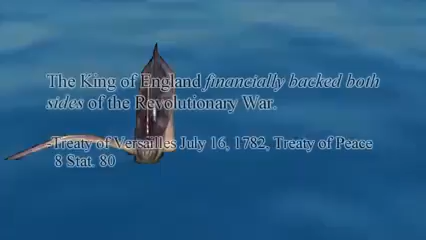 The King of England financially backed both
sides of the Revolutionary War.
-Treaty of Versailles July 16, 1782, Treaty of Peace
8 Stat. 80